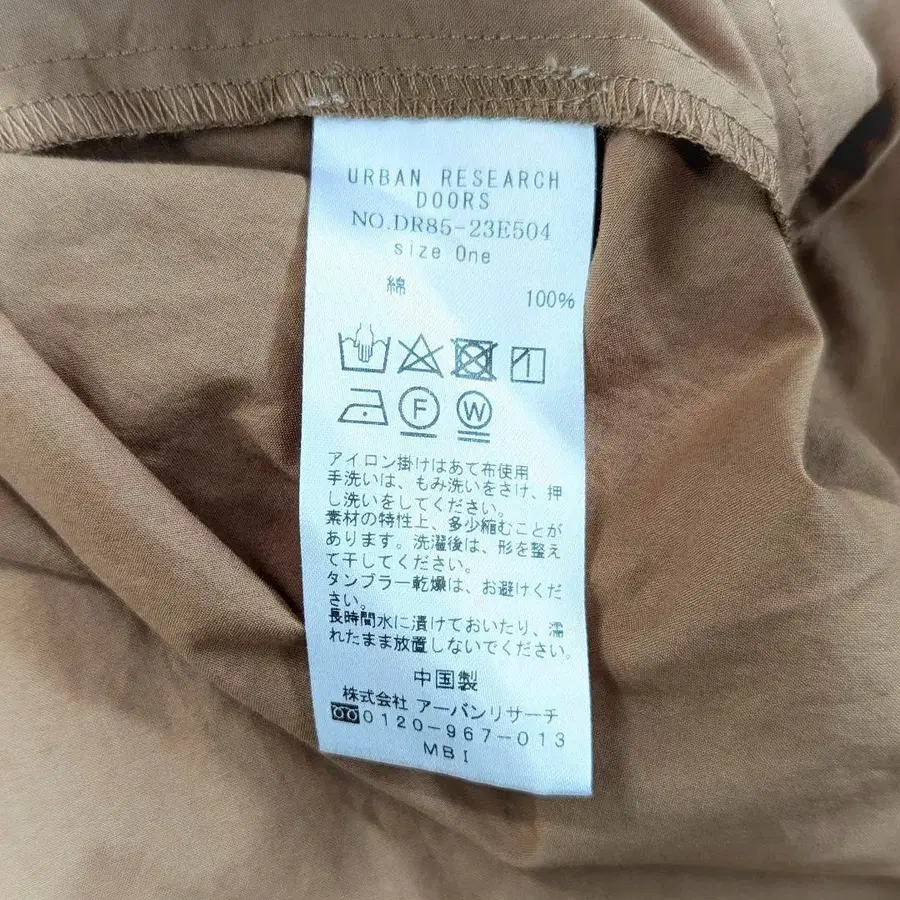 URBAN RESEARCH
DOORS
NO.DR85-23E504
size One
綿 100%
F W
アイロン掛けはあて布使用
手洗いは、もみ洗いをさけ、押
し洗いをしてください。
素材の特性上、多少縮むことが
あります。洗濯後は、形を整え
て干してください。
タンブラー乾燥は、お避けくだ
さい。
長時間水に漬けておいたり、濡
れたまま放置しないでください。
中国製
株式会社 アーバンリサーチ
0120-967-013
MBI